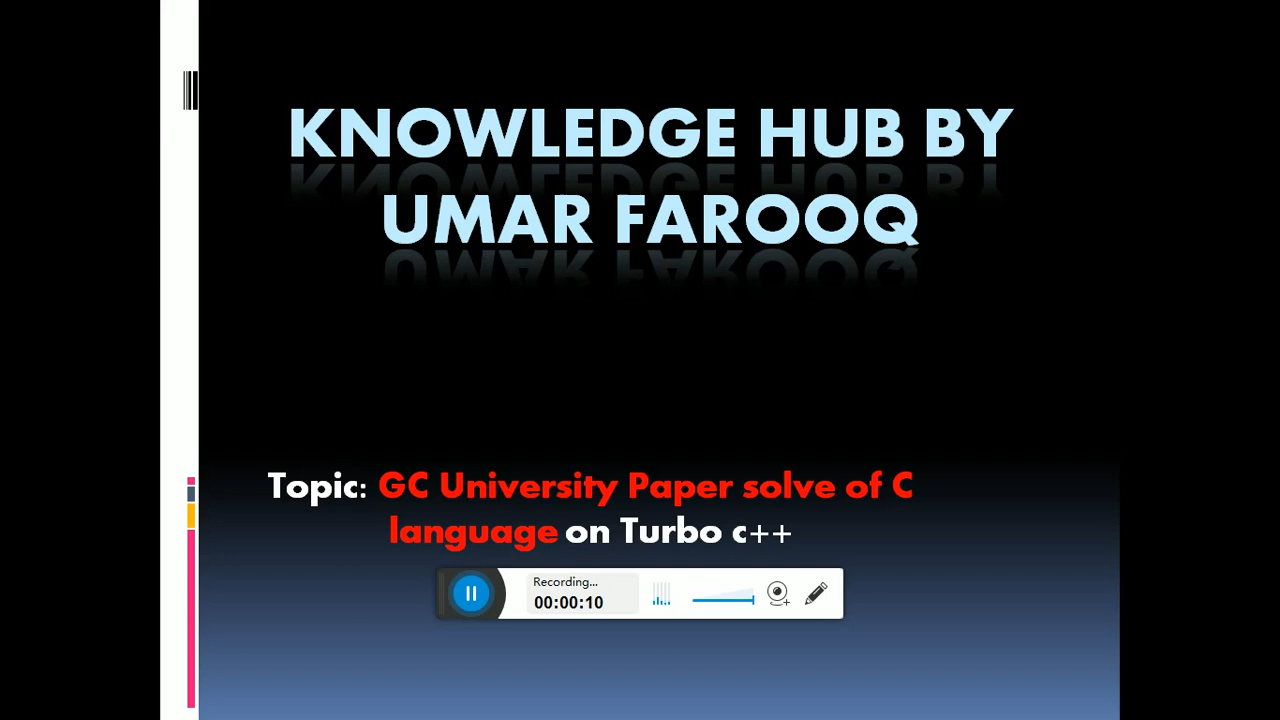 KNOWLEDGE HUB BY
UMAR FAROOQ
Topic: GC University Paper solve of C
language on Turbo c++
Recording...
00:00:10